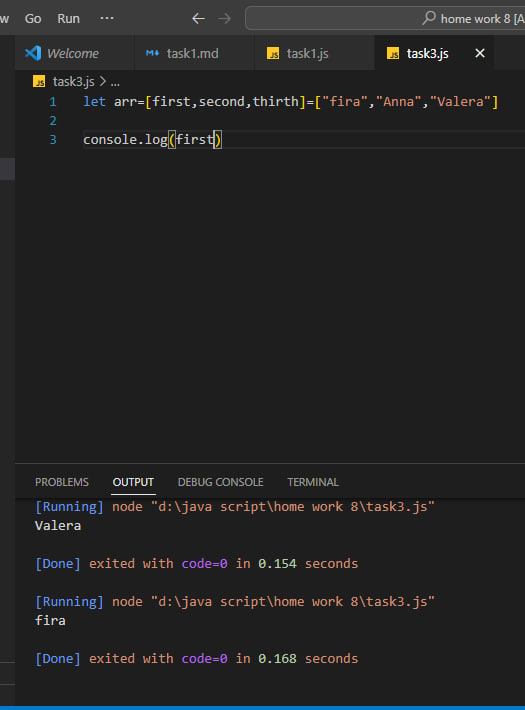 w Go Run ··· ← → home work 8 [A
Welcome task1.md task1.js task3.js ×
task3.js > ...
1 let arr=[first,second,thirth]=["fira","Anna","Valera"]
2
3 console.log(first)
PROBLEMS OUTPUT DEBUG CONSOLE TERMINAL
[Running] node "d:\java script\home work 8\task3.js"
Valera
[Done] exited with code=0 in 0.154 seconds
[Running] node "d:\java script\home work 8\task3.js"
fira
[Done] exited with code=0 in 0.168 seconds